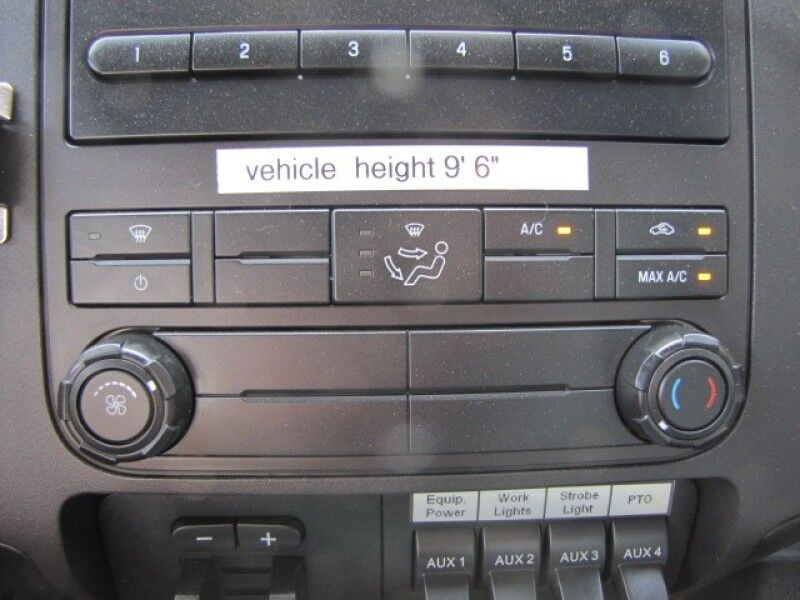 1 2 3 4 5 6
vehicle height 9' 6"
A/C
MAX A/C
Equip. Power
Work Lights
Strobe Light
PTO
− +
AUX 1 AUX 2 AUX 3 AUX 4